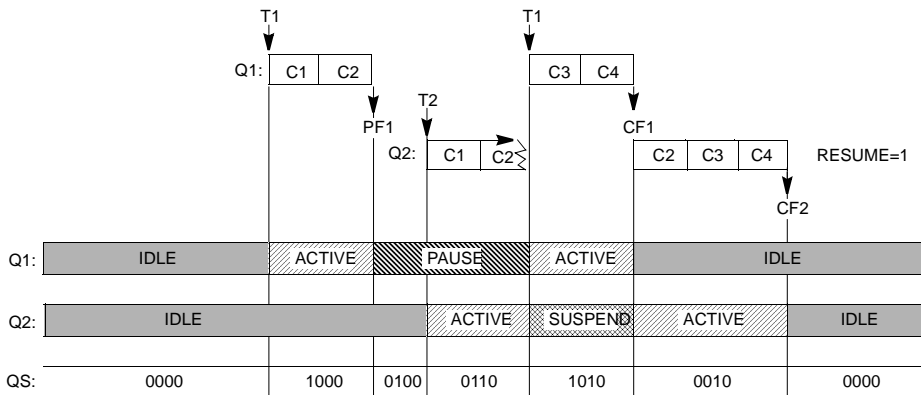 T1 T1
Q1: C1 C2 C3 C4
PF1 T2 CF1
Q2: C1 C2 C2 C3 C4 RESUME=1
CF2
Q1: IDLE ACTIVE PAUSE ACTIVE IDLE
Q2: IDLE ACTIVE SUSPEND ACTIVE IDLE
QS: 0000 1000 0100 0110 1010 0010 0000